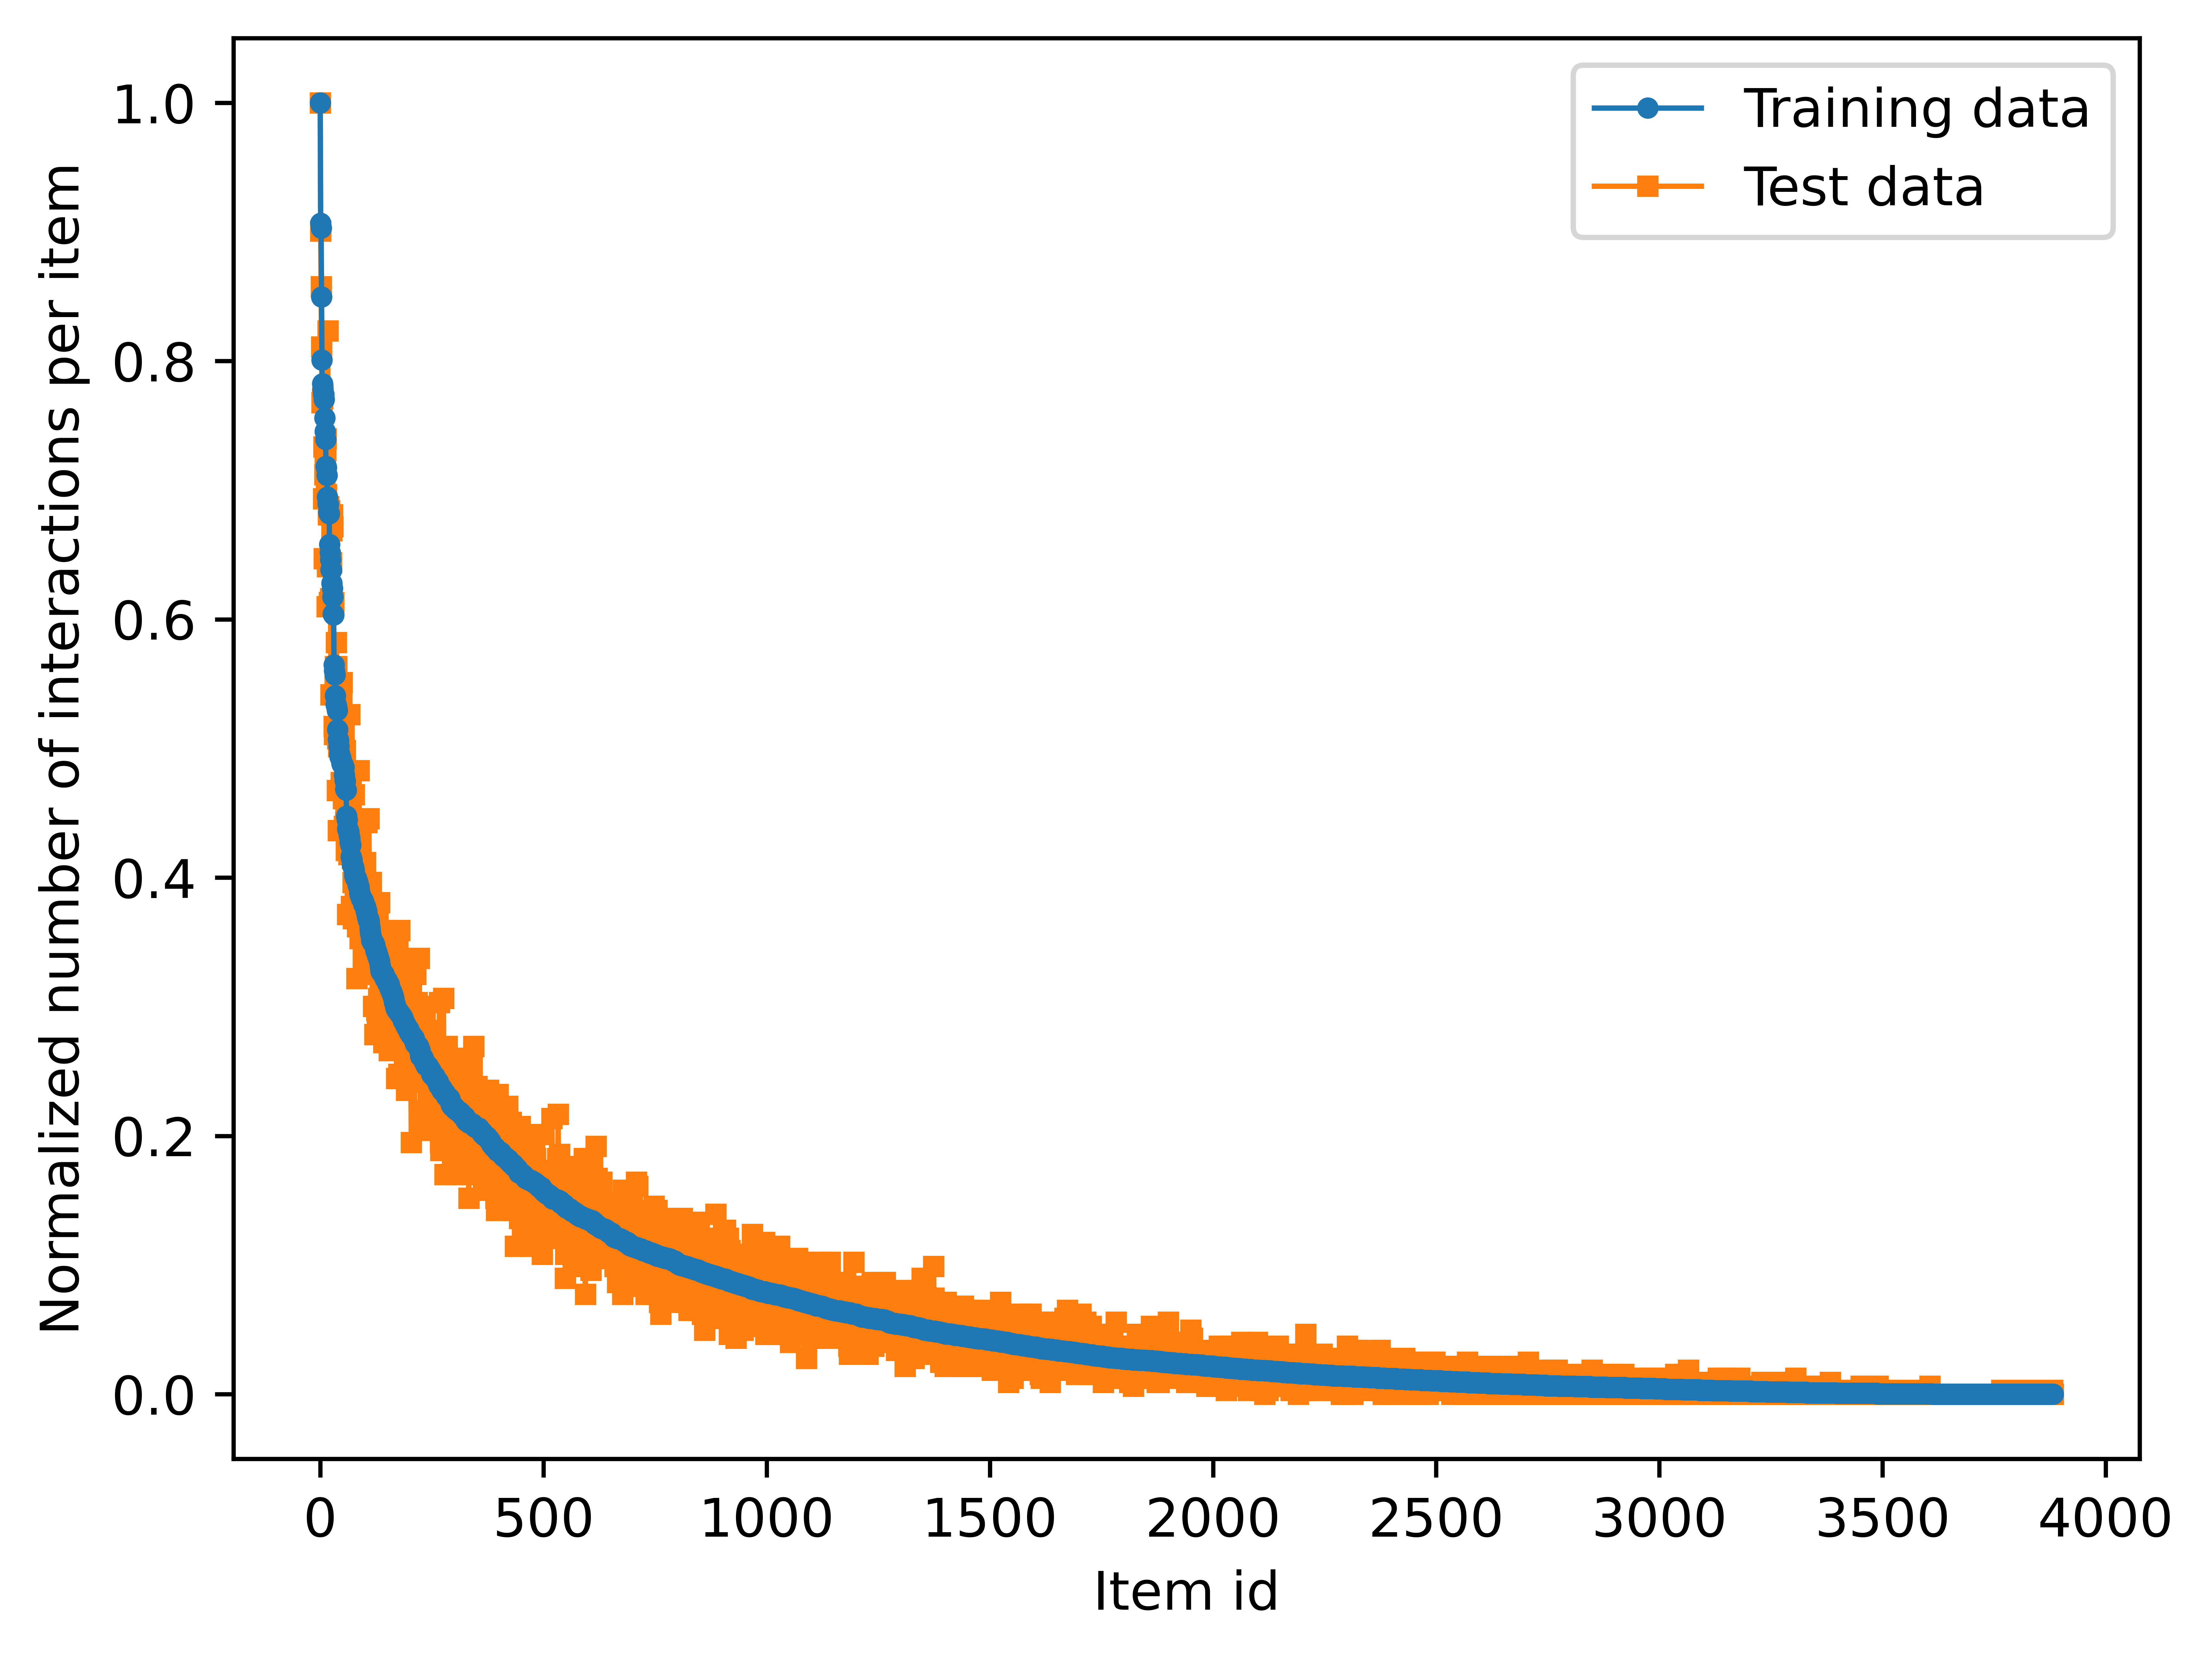 Training data
Test data
Normalized number of interactions per item
1.0
0.8
0.6
0.4
0.2
0.0
0 500 1000 1500 2000 2500 3000 3500 4000
Item id